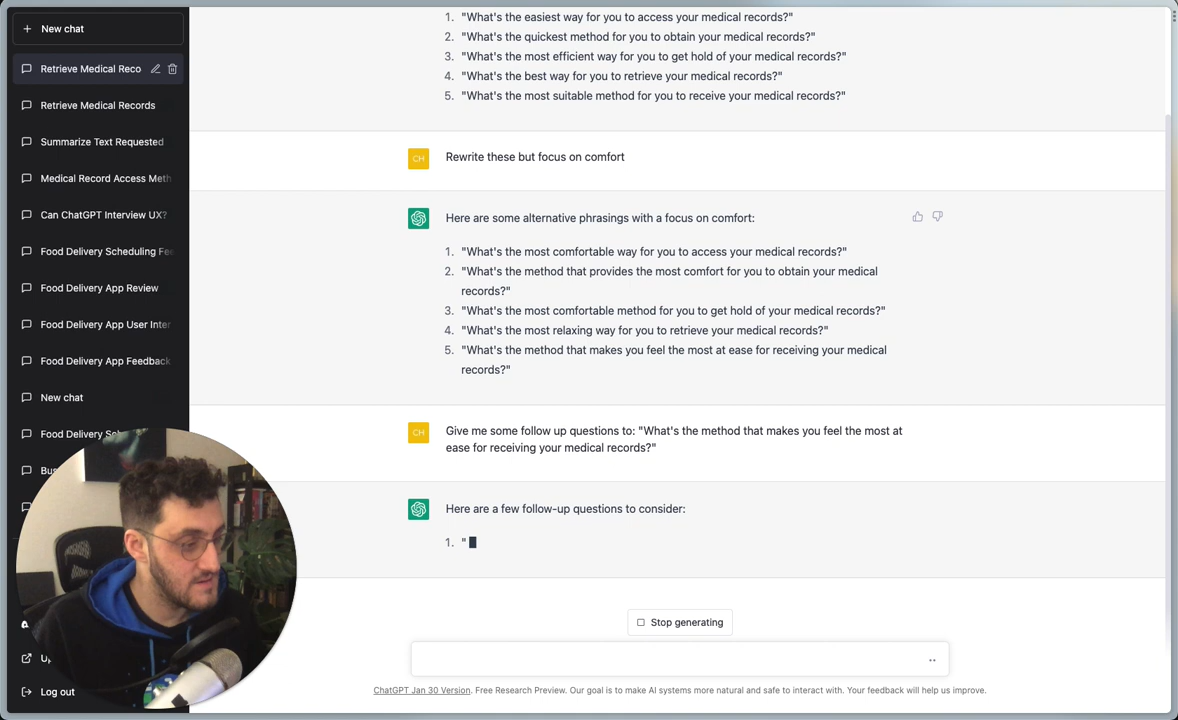 New chat
Retrieve Medical Reco
Retrieve Medical Records
Summarize Text Requested
Medical Record Access Meth
Can ChatGPT Interview UX?
Food Delivery Scheduling Fee
Food Delivery App Review
Food Delivery App User Inter
Food Delivery App Feedback
New chat
Food Delivery
Log out
1. "What's the easiest way for you to access your medical records?"
2. "What's the quickest method for you to obtain your medical records?"
3. "What's the most efficient way for you to get hold of your medical records?"
4. "What's the best way for you to retrieve your medical records?"
5. "What's the most suitable method for you to receive your medical records?"
CH
Rewrite these but focus on comfort
Here are some alternative phrasings with a focus on comfort:
1. "What's the most comfortable way for you to access your medical records?"
2. "What's the method that provides the most comfort for you to obtain your medical
records?"
3. "What's the most comfortable method for you to get hold of your medical records?"
4. "What's the most relaxing way for you to retrieve your medical records?"
5. "What's the method that makes you feel the most at ease for receiving your medical
records?"
CH
Give me some follow up questions to: "What's the method that makes you feel the most at
ease for receiving your medical records?"
Here are a few follow-up questions to consider:
1. "
Stop generating
ChatGPT Jan 30 Version. Free Research Preview. Our goal is to make AI systems more natural and safe to interact with. Your feedback will help us improve.